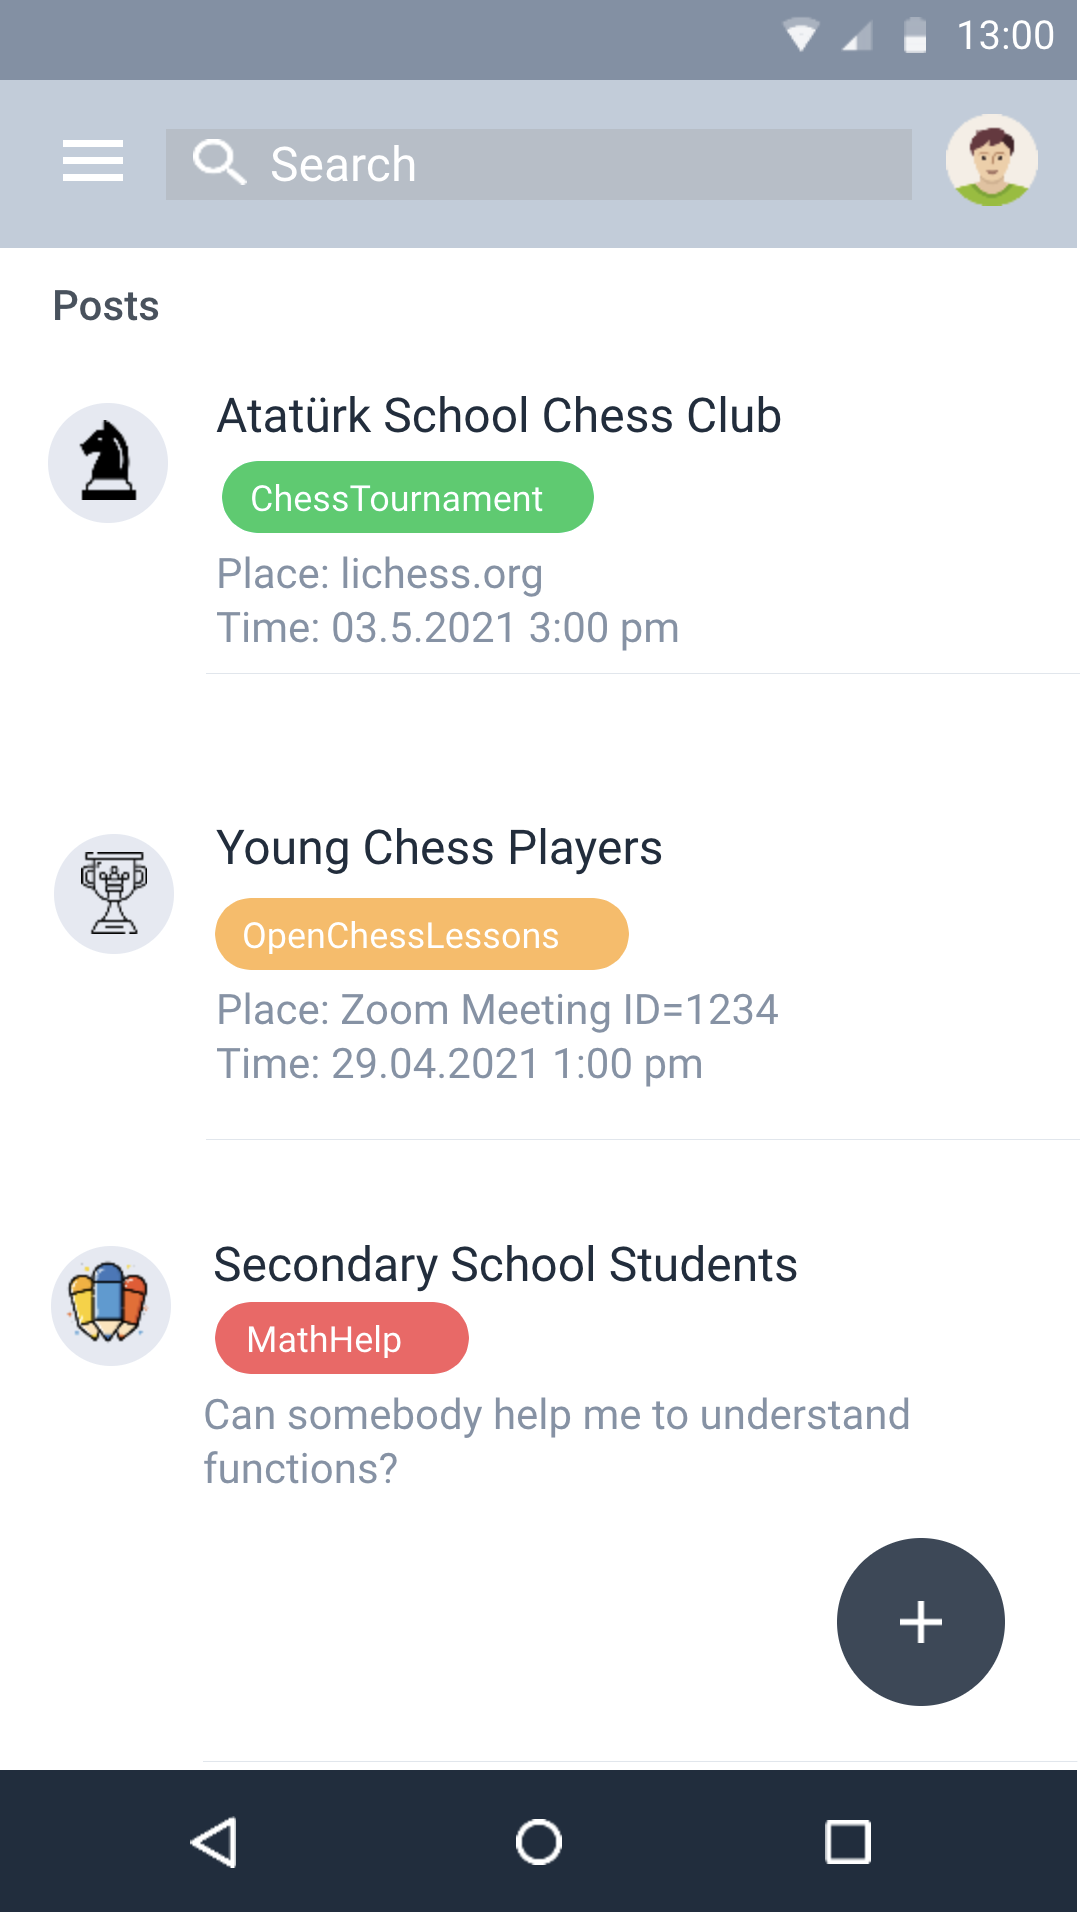 13:00
Search
Posts
Atatürk School Chess Club
ChessTournament
Place: lichess.org
Time: 03.5.2021 3:00 pm
Young Chess Players
OpenChessLessons
Place: Zoom Meeting ID=1234
Time: 29.04.2021 1:00 pm
Secondary School Students
MathHelp
Can somebody help me to understand
functions?